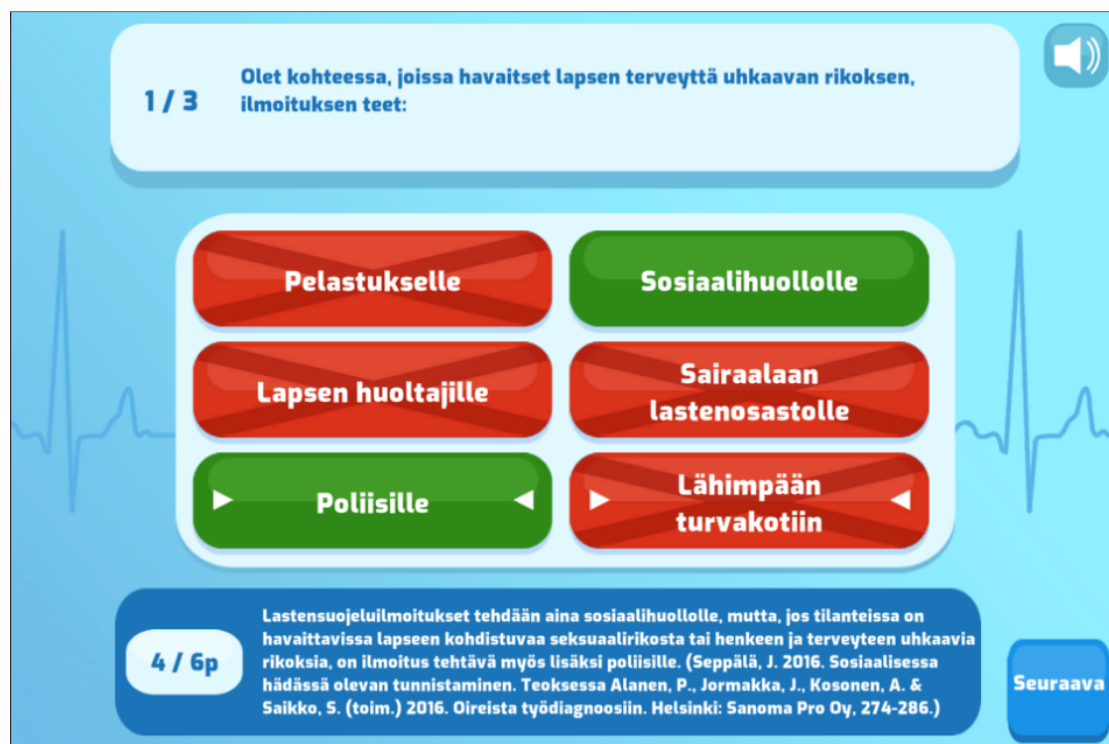 1 / 3
Olet kohteessa, joissa havaitset lapsen terveyttä uhkaavan rikoksen,
ilmoituksen teet:
Pelastukselle
Sosiaalihuollolle
Lapsen huoltajille
Sairaalaan
lastenosastolle
Poliisille
Lähimpään
turvakotiin
4 / 6p
Lastensuojeluilmoitukset tehdään aina sosiaalihuollolle, mutta, jos tilanteissa on
havaittavissa lapseen kohdistuvaa seksuaalirikosta tai henkeen ja terveyteen uhkaavia
rikoksia, on ilmoitus tehtävä myös lisäksi poliisille. (Seppälä, J. 2016. Sosiaalisessa
hädässä olevan tunnistaminen. Teoksessa Alanen, P., Jormakka, J., Kosonen, A. &
Saikko, S. (toim.) 2016. Oireista työdiagnoosiin. Helsinki: Sanoma Pro Oy, 274-286.)
Seuraava